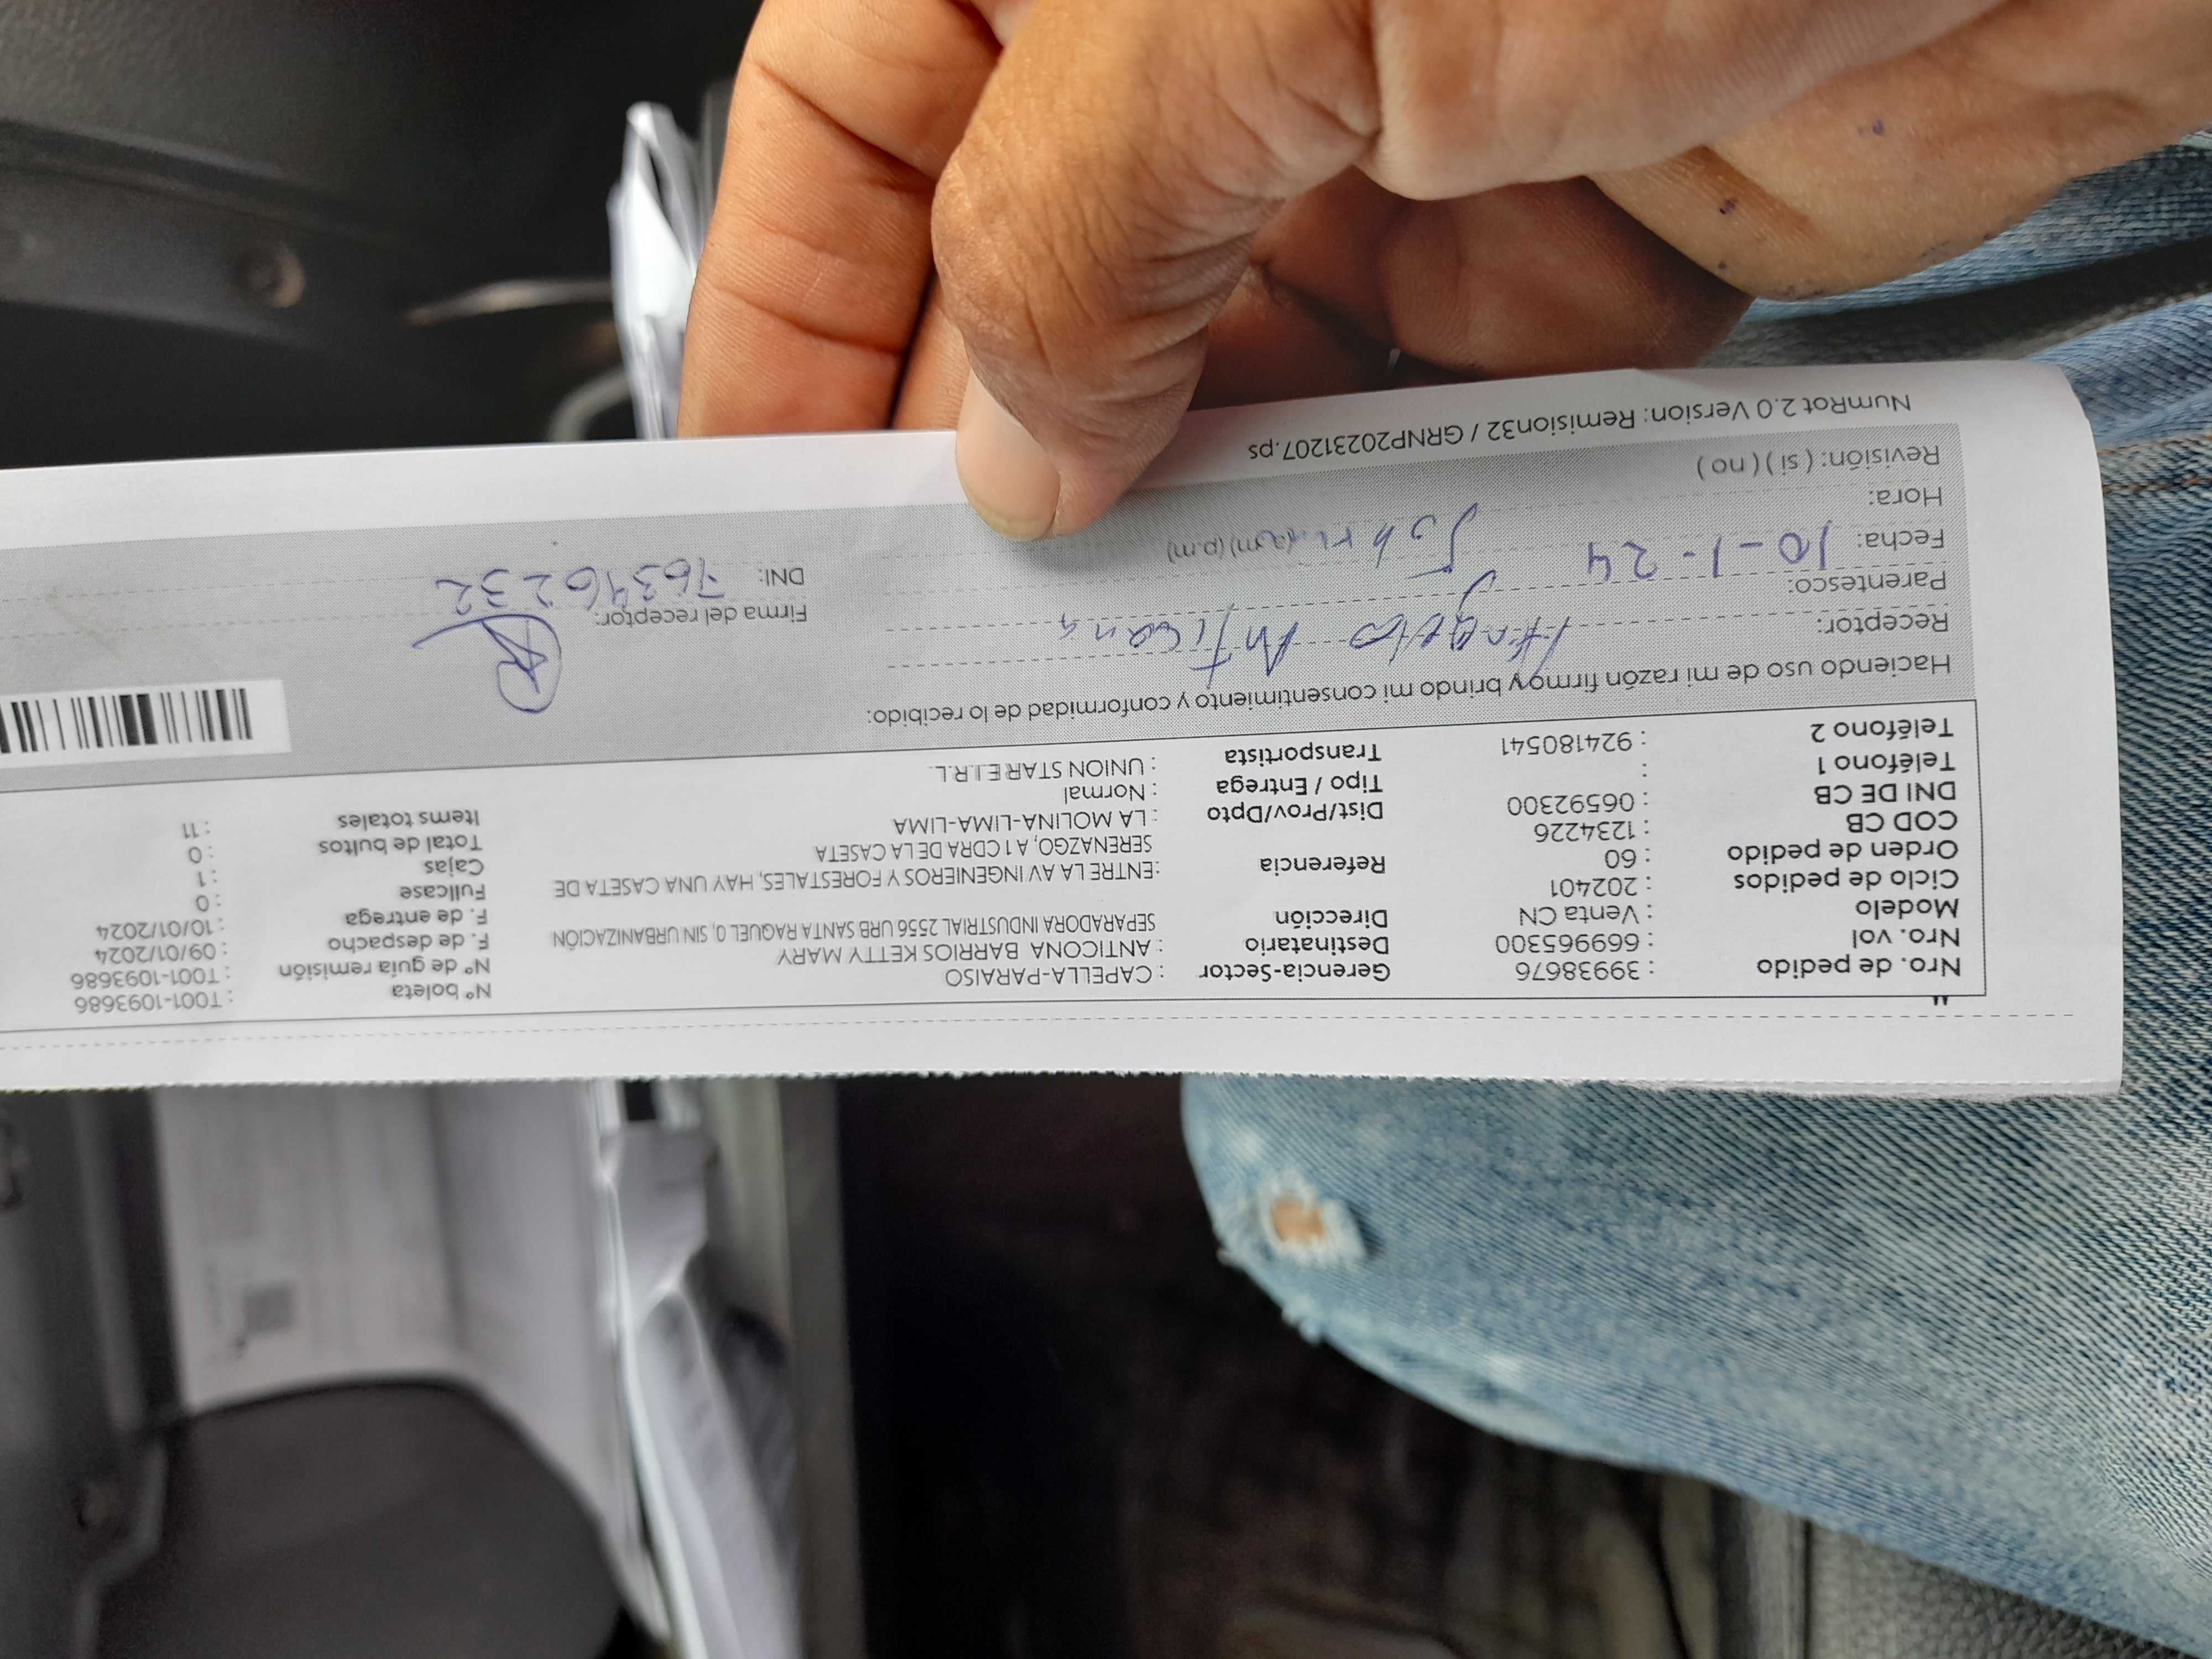 Nro. de pedido : 39938676 Gerencia-Sector : CAPELLA-PARAISO Nº boleta : T001-1093686
Nro. vol : 669965300 Destinatario : ANTICONA BARRIOS KETTY MARY Nº de guía remisión : T001-1093686
Modelo : Venta CN Dirección SEPARADORA INDUSTRIAL 2556 URB SANTA RAQUEL 0, SIN URBANIZACIÓN F. de despacho : 09/01/2024
Ciclo de pedidos : 202401 F. de entrega : 10/01/2024
Orden de pedido : 60 Referencia : ENTRE LA AV INGENIEROS Y FORESTALES, HAY UNA CASETA DE Fullcase : 0
COD CB : 1234226 SERENAZGO, A 1 CDRA DE LA CASETA Cajas : 1
DNI DE CB : 06592300 Dist/Prov/Dpto : LA MOLINA-LIMA-LIMA Total de bultos : 0
Teléfono 1 : Tipo / Entrega : Normal Items totales : 11
Teléfono 2 : 924180541 Transportista : UNION STAR E.I.R.L.
Haciendo uso de mi razón firmo y brindo mi consentimiento y conformidad de lo recibido:
Receptor: Angelo Anticona
Parentesco: Sobrino Firma del receptor:
Fecha: 10-1-24 DNI: 76396232
Hora: (am) (p.m)
Revisión: ( si ) ( no )
NumRot 2.0 Version: Remision32 / GRNP20231207.ps